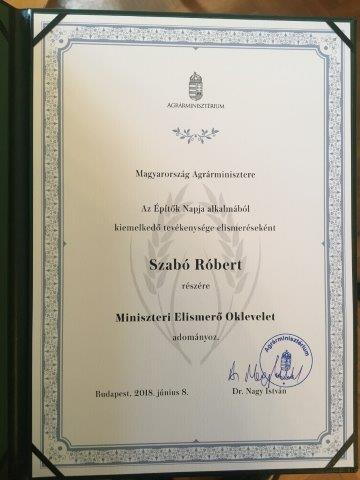 AGRÁRMINISZTÉRIUM
Magyarország Agrárminisztere
Az Építők Napja alkalmából
kiemelkedő tevékenysége elismeréseként
Szabó Róbert
részére
Miniszteri Elismerő Oklevelet
adományoz.
Agrárminisztérium
Budapest, 2018. június 8.
Dr. Nagy István